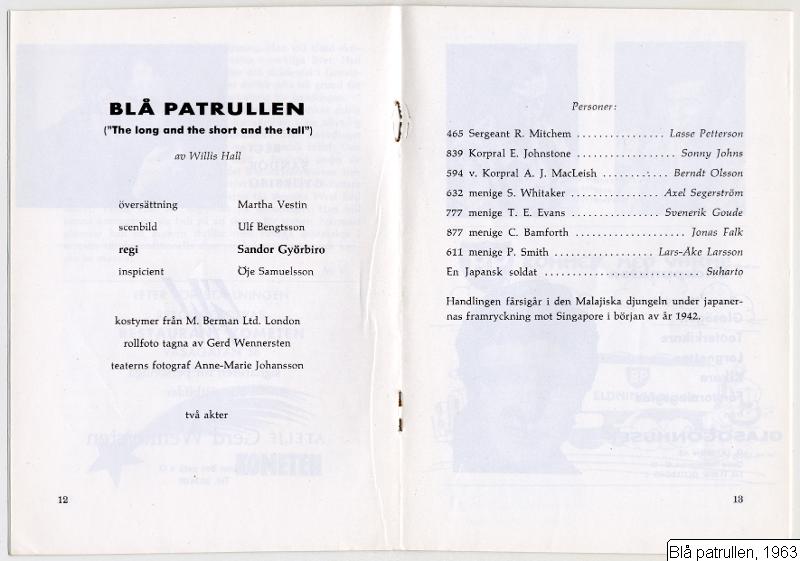 BLÅ PATRULLEN
("The long and the short and the tall")
av Willis Hall
översättning Martha Vestin
scenbild Ulf Bengtsson
regi Sandor Györbiro
inspicient Öje Samuelsson
kostymer från M. Berman Ltd. London
rollfoto tagna av Gerd Wennersten
teaterns fotograf Anne-Marie Johansson
två akter
12
Personer:
465 Sergeant R. Mitchem ................ Lasse Petterson
839 Korpral E. Johnstone ................. Sonny Johns
594 v. Korpral A. J. MacLeish ............ Berndt Olsson
632 menige S. Whitaker ................ Axel Segerström
777 menige T. E. Evans ................ Svenerik Goude
877 menige C. Bamforth ..................... Jonas Falk
611 menige P. Smith .................. Lars-Åke Larsson
En Japansk soldat ............................ Suharto
Handlingen färsigår i den Malajiska djungeln under japaner-
nas framryckning mot Singapore i början av år 1942.
13
Blå patrullen, 1963